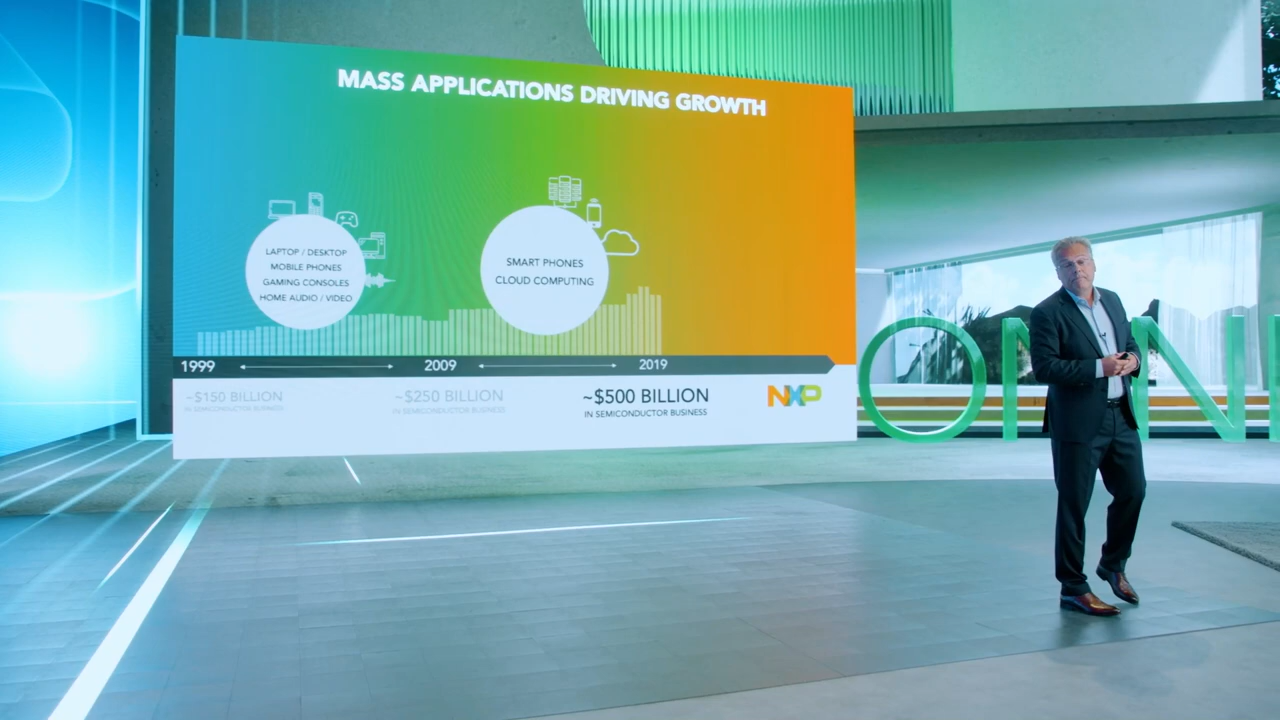 MASS APPLICATIONS DRIVING GROWTH
LAPTOP / DESKTOP
MOBILE PHONES
GAMING CONSOLES
HOME AUDIO / VIDEO
SMART PHONES
CLOUD COMPUTING
1999
2009
2019
~$150 BILLION
IN SEMICONDUCTOR BUSINESS
~$250 BILLION
IN SEMICONDUCTOR BUSINESS
~$500 BILLION
IN SEMICONDUCTOR BUSINESS
NXP